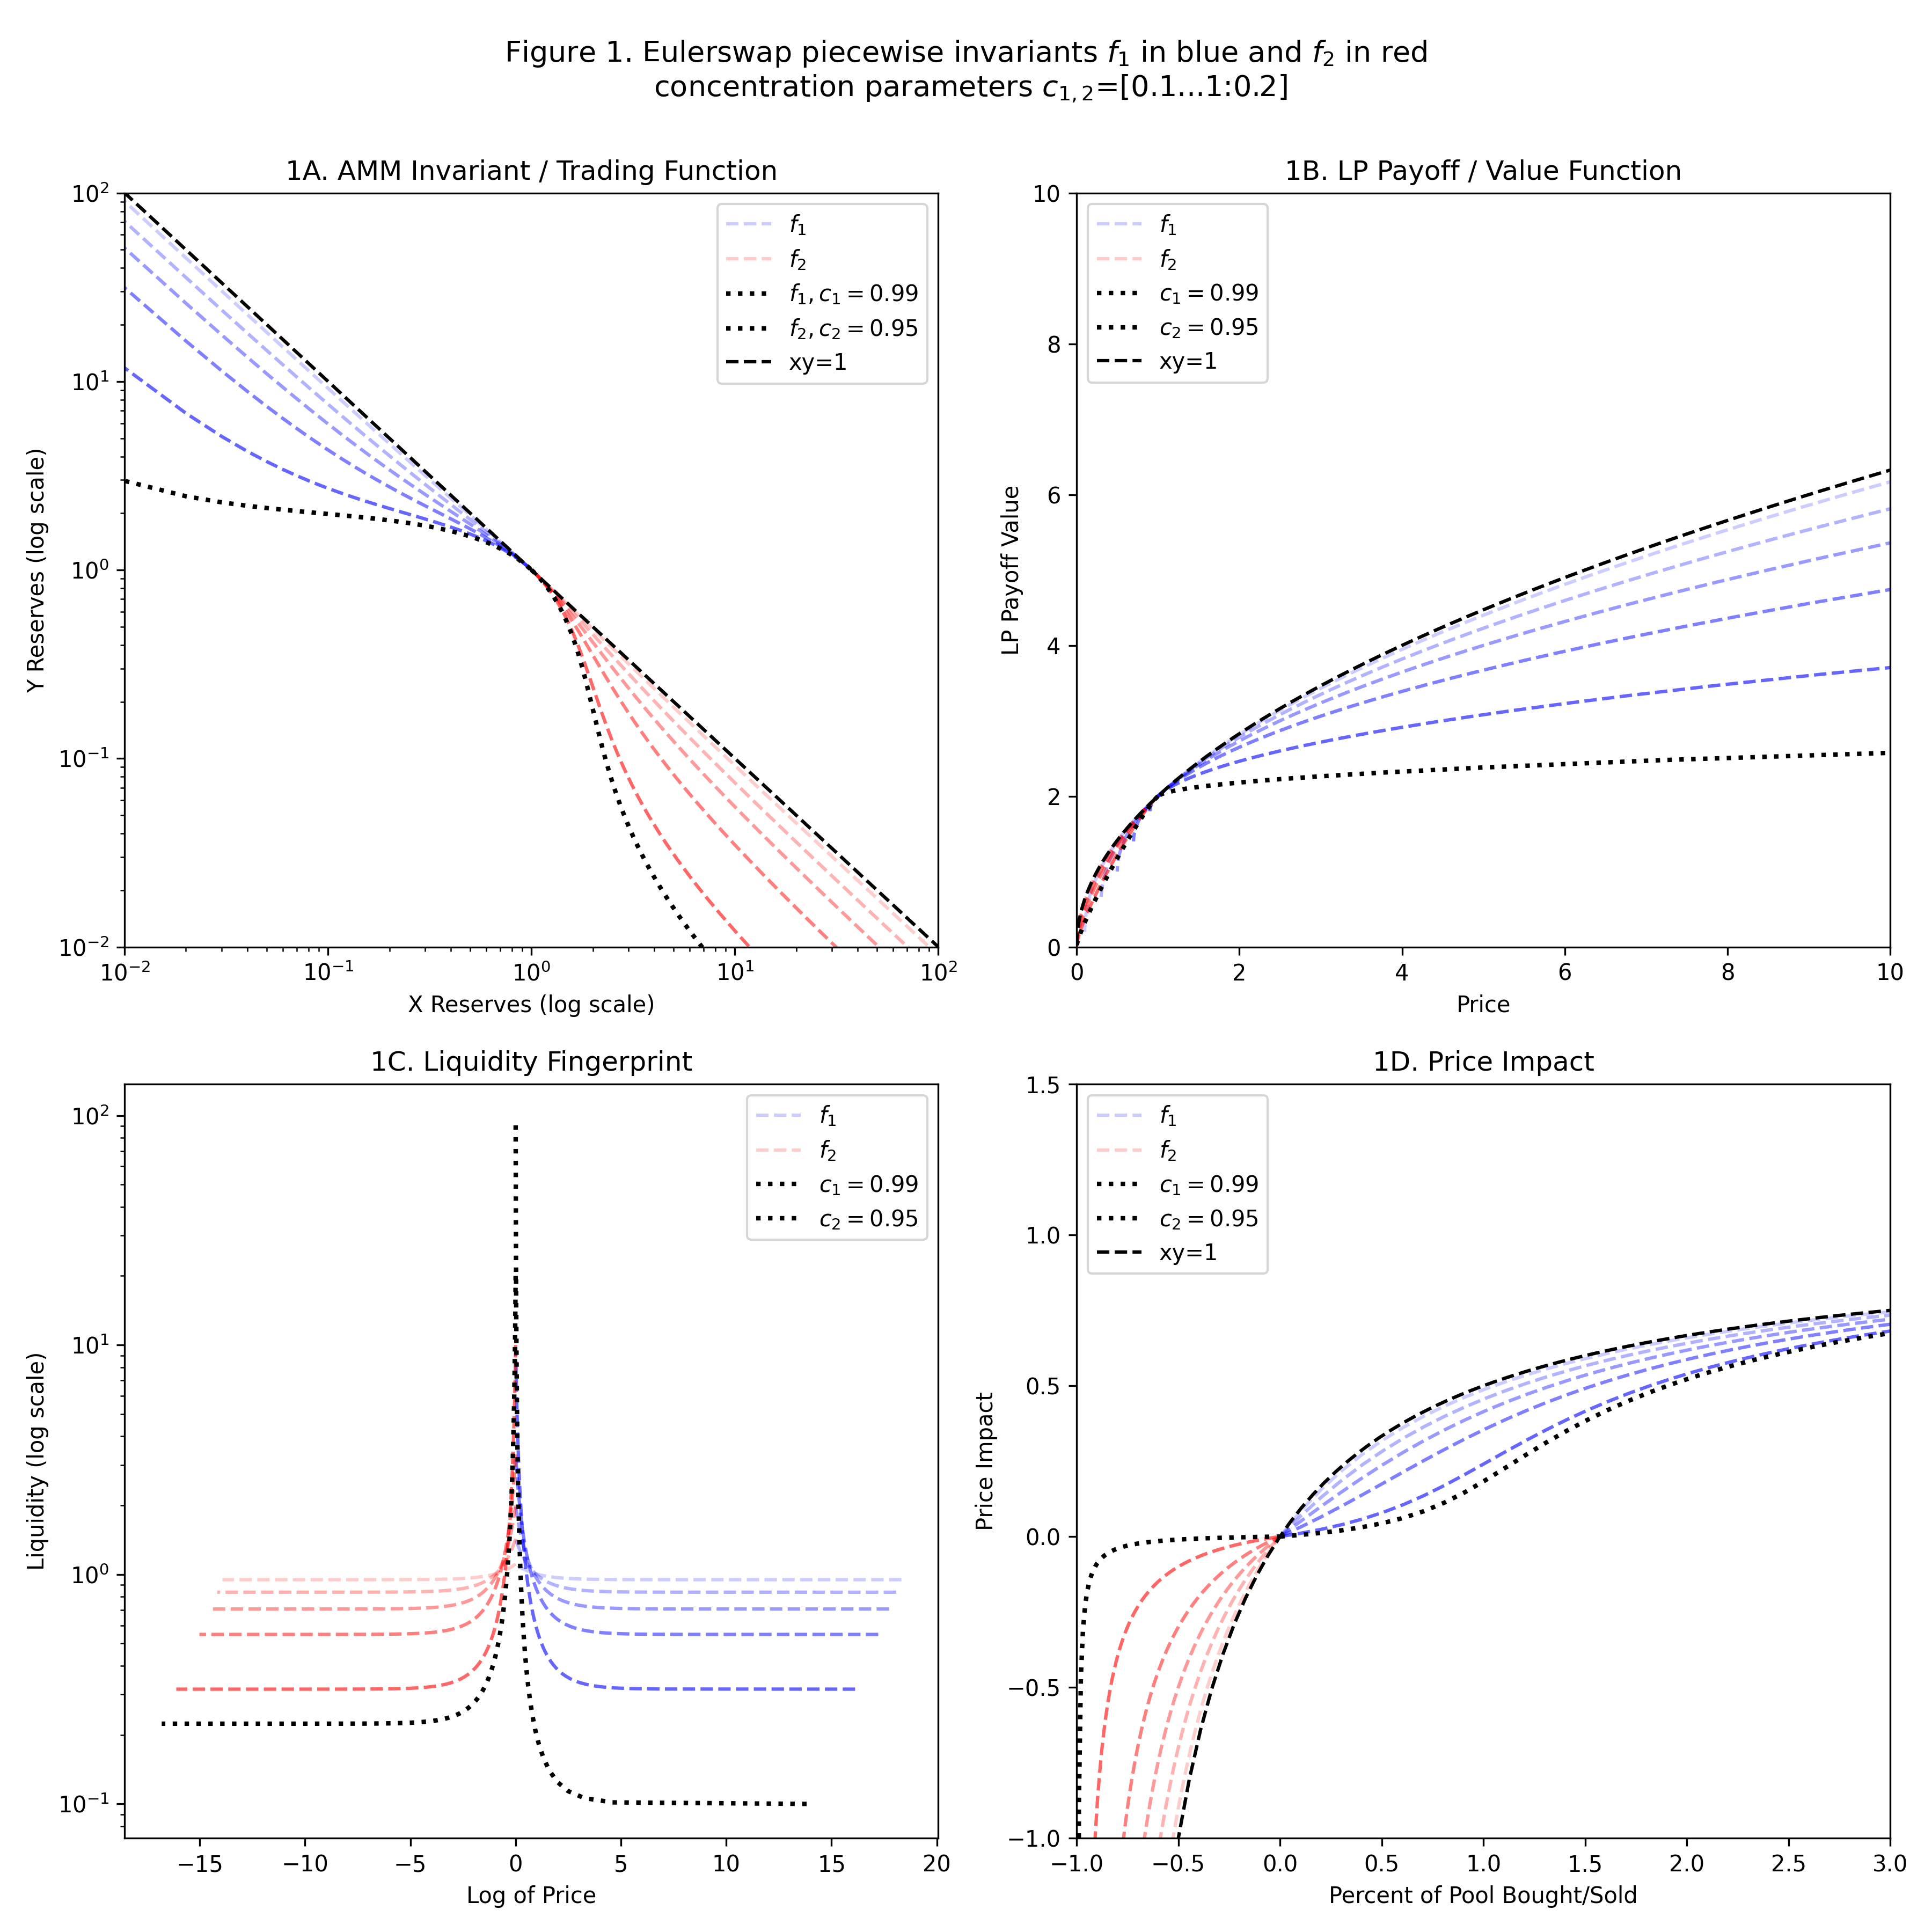 Figure 1. Eulerswap piecewise invariants f₁ in blue and f₂ in red
concentration parameters c₁,₂=[0.1...1:0.2]
1A. AMM Invariant / Trading Function
10²
10¹
10⁰
10⁻¹
10⁻²
Y Reserves (log scale)
f₁
f₂
f₁, c₁ = 0.99
f₂, c₂ = 0.95
xy=1
10⁻²
10⁻¹
10⁰
10¹
10²
X Reserves (log scale)
1B. LP Payoff / Value Function
10
8
6
4
2
0
LP Payoff Value
f₁
f₂
c₁ = 0.99
c₂ = 0.95
xy=1
0
2
4
6
8
10
Price
1C. Liquidity Fingerprint
10²
10¹
10⁰
10⁻¹
Liquidity (log scale)
f₁
f₂
c₁ = 0.99
c₂ = 0.95
−15
−10
−5
0
5
10
15
20
Log of Price
1D. Price Impact
1.5
1.0
0.5
0.0
−0.5
−1.0
Price Impact
f₁
f₂
c₁ = 0.99
c₂ = 0.95
xy=1
−1.0
−0.5
0.0
0.5
1.0
1.5
2.0
2.5
3.0
Percent of Pool Bought/Sold